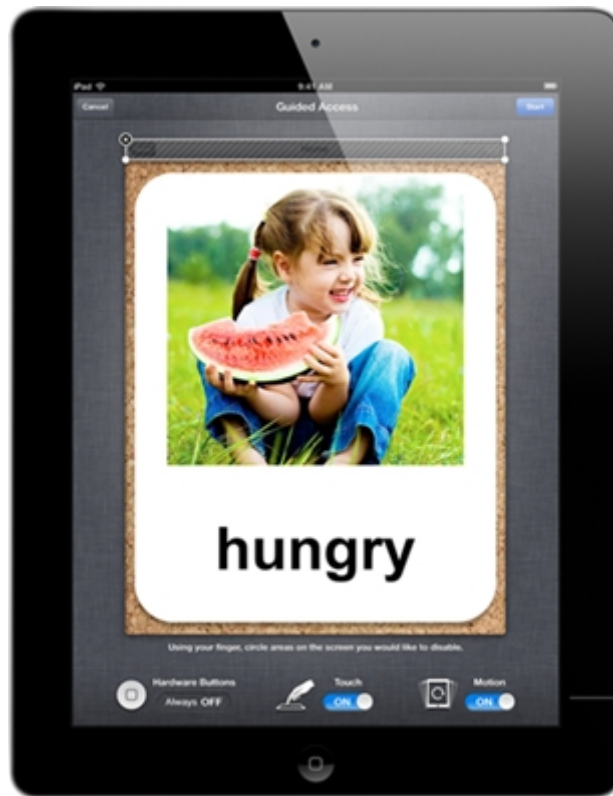 iPad 9:41 AM
Cancel Guided Access Start
hungry
Using your finger, circle areas on the screen you would like to disable.
Hardware Buttons Touch Motion
Always OFF ON ON